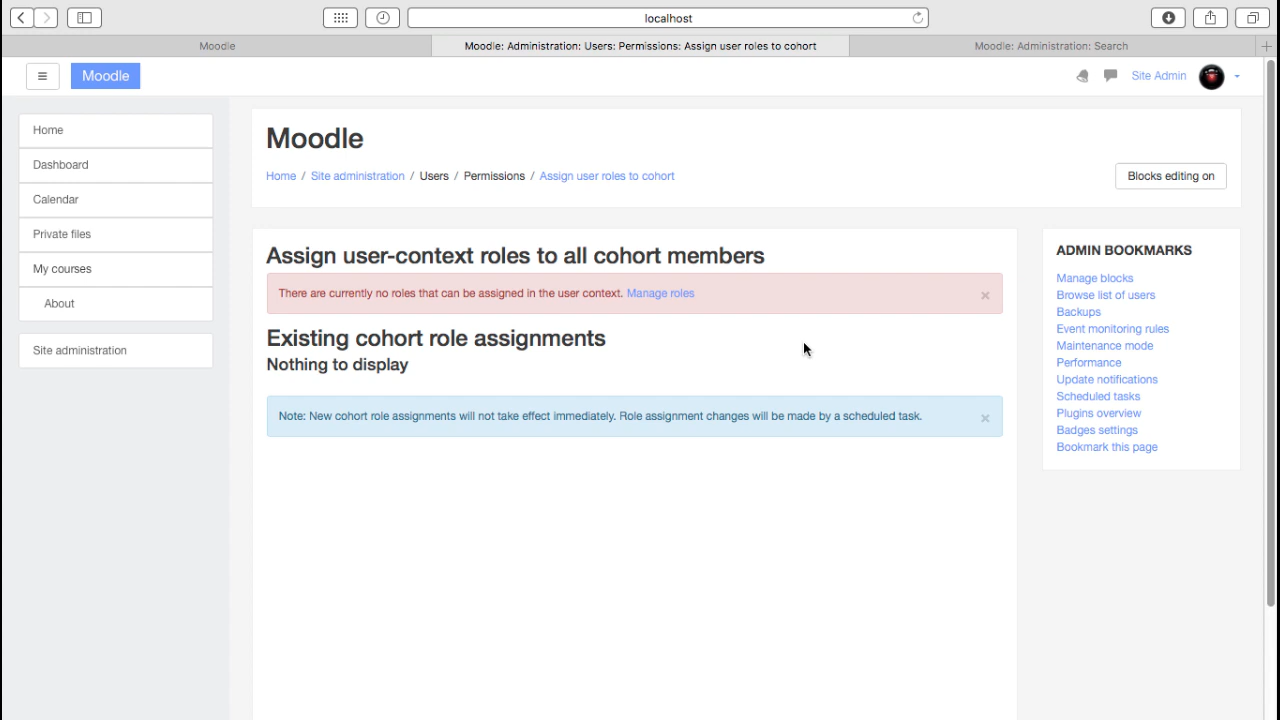 localhost
Moodle
Moodle: Administration: Users: Permissions: Assign user roles to cohort
Moodle: Administration: Search
Moodle
Site Admin
Home
Dashboard
Calendar
Private files
My courses
About
Site administration
Moodle
Home / Site administration / Users / Permissions / Assign user roles to cohort
Blocks editing on
Assign user-context roles to all cohort members
There are currently no roles that can be assigned in the user context. Manage roles
×
Existing cohort role assignments
Nothing to display
Note: New cohort role assignments will not take effect immediately. Role assignment changes will be made by a scheduled task.
×
ADMIN BOOKMARKS
Manage blocks
Browse list of users
Backups
Event monitoring rules
Maintenance mode
Performance
Update notifications
Scheduled tasks
Plugins overview
Badges settings
Bookmark this page